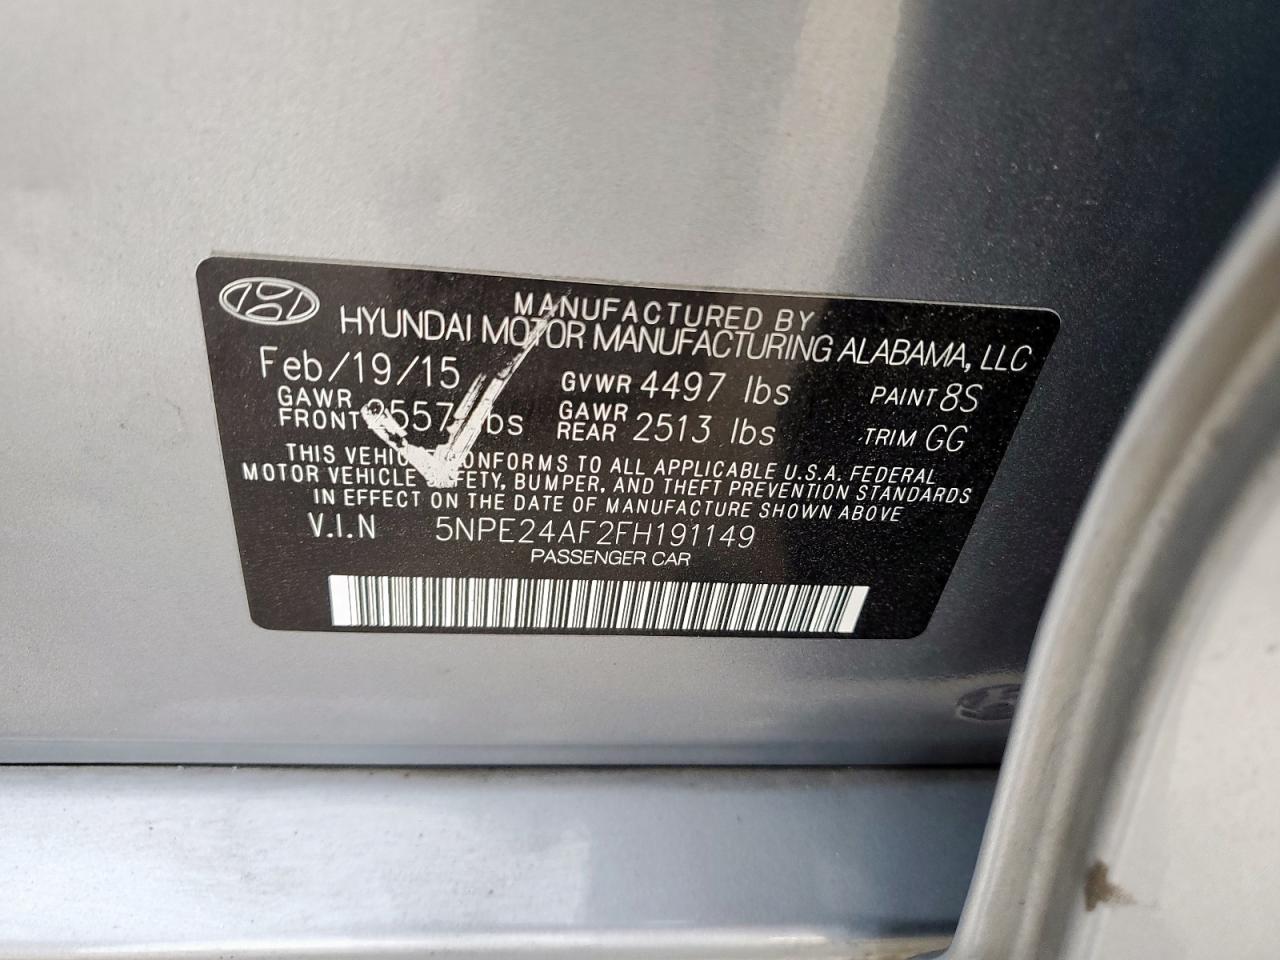 MANUFACTURED BY
HYUNDAI MOTOR MANUFACTURING ALABAMA, LLC
Feb/19/15 GVWR 4497 lbs PAINT 8S
GAWR FRONT 2557 lbs GAWR REAR 2513 lbs TRIM GG
THIS VEHICLE CONFORMS TO ALL APPLICABLE U.S.A. FEDERAL
MOTOR VEHICLE SAFETY, BUMPER, AND THEFT PREVENTION STANDARDS
IN EFFECT ON THE DATE OF MANUFACTURE SHOWN ABOVE
V.I.N 5NPE24AF2FH191149
PASSENGER CAR